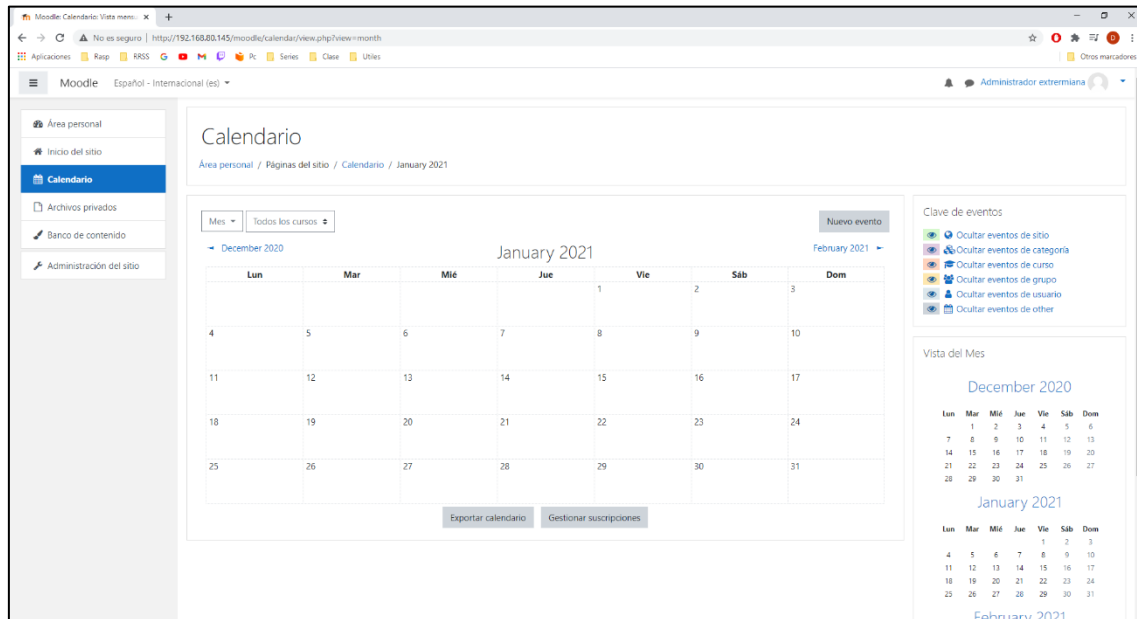 Moodle: Calendario: Vista mensu
No es seguro | http://192.168.80.145/moodle/calendar/view.php?view=month
Aplicaciones Rasp RRSS Pc Series Clase Utiles Otros marcadores
Moodle Español - Internacional (es) Administrador extrermiana
Área personal
Inicio del sitio
Calendario
Archivos privados
Banco de contenido
Administración del sitio
Calendario
Área personal / Páginas del sitio / Calendario / January 2021
Mes Todos los cursos Nuevo evento
December 2020 January 2021 February 2021
Lun Mar Mié Jue Vie Sáb Dom
1 2 3
4 5 6 7 8 9 10
11 12 13 14 15 16 17
18 19 20 21 22 23 24
25 26 27 28 29 30 31
Exportar calendario Gestionar suscripciones
Clave de eventos
Ocultar eventos de sitio
Ocultar eventos de categoría
Ocultar eventos de curso
Ocultar eventos de grupo
Ocultar eventos de usuario
Ocultar eventos de other
Vista del Mes
December 2020
Lun Mar Mié Jue Vie Sáb Dom
1 2 3 4 5 6
7 8 9 10 11 12 13
14 15 16 17 18 19 20
21 22 23 24 25 26 27
28 29 30 31
January 2021
Lun Mar Mié Jue Vie Sáb Dom
1 2 3
4 5 6 7 8 9 10
11 12 13 14 15 16 17
18 19 20 21 22 23 24
25 26 27 28 29 30 31
February 2021